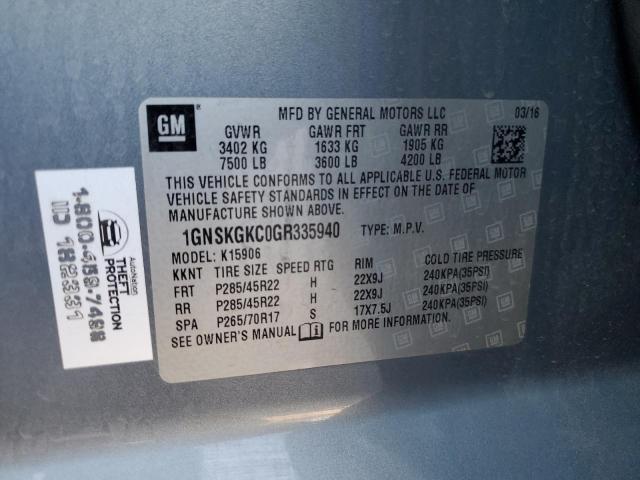 GM
MFD BY GENERAL MOTORS LLC 03/16
GVWR GAWR FRT GAWR RR
3402 KG 1633 KG 1905 KG
7500 LB 3600 LB 4200 LB
THIS VEHICLE CONFORMS TO ALL APPLICABLE U.S. FEDERAL MOTOR
VEHICLE SAFETY STANDARDS IN EFFECT ON THE DATE OF
MANUFACTURE SHOWN ABOVE.
1GNSKGKC0GR335940 TYPE: M.P.V.
MODEL: K15906
KKNT TIRE SIZE SPEED RTG RIM COLD TIRE PRESSURE
FRT P285/45R22 H 22X9J 240KPA(35PSI)
RR P285/45R22 H 22X9J 240KPA(35PSI)
SPA P265/70R17 S 17X7.5J 240KPA(35PSI)
SEE OWNER'S MANUAL FOR MORE INFORMATION.
AutoNation
THEFT
PROTECTION